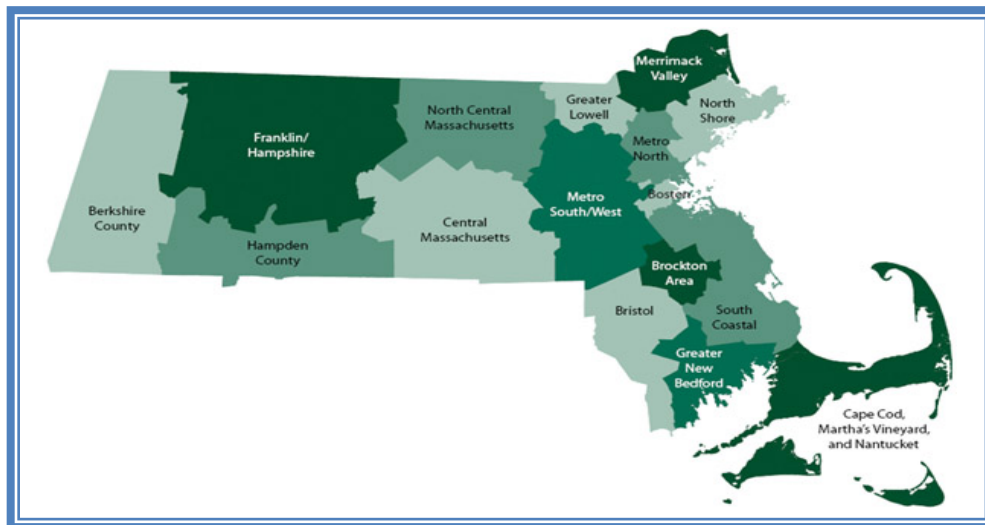 Merrimack
Valley
Greater
Lowell
North
Shore
North Central
Massachusetts
Franklin/
Hampshire
Metro
North
Boston
Metro
South/West
Berkshire
County
Central
Massachusetts
Hampden
County
Brockton
Area
Bristol
South
Coastal
Greater
New
Bedford
Cape Cod,
Martha's Vineyard,
and Nantucket